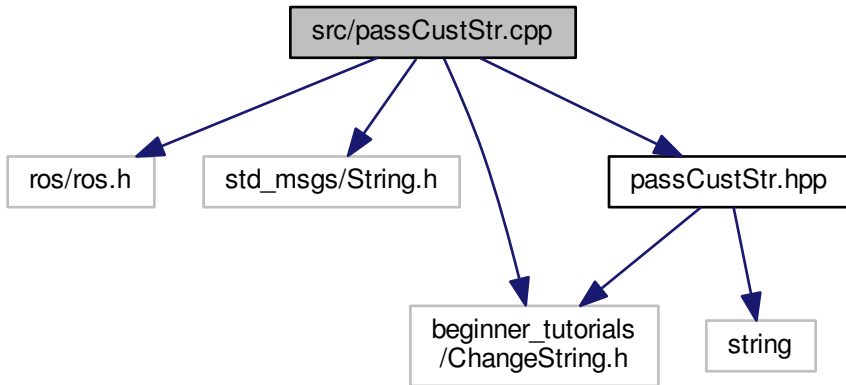 src/passCustStr.cpp
ros/ros.h
std_msgs/String.h
passCustStr.hpp
beginner_tutorials
/ChangeString.h
string